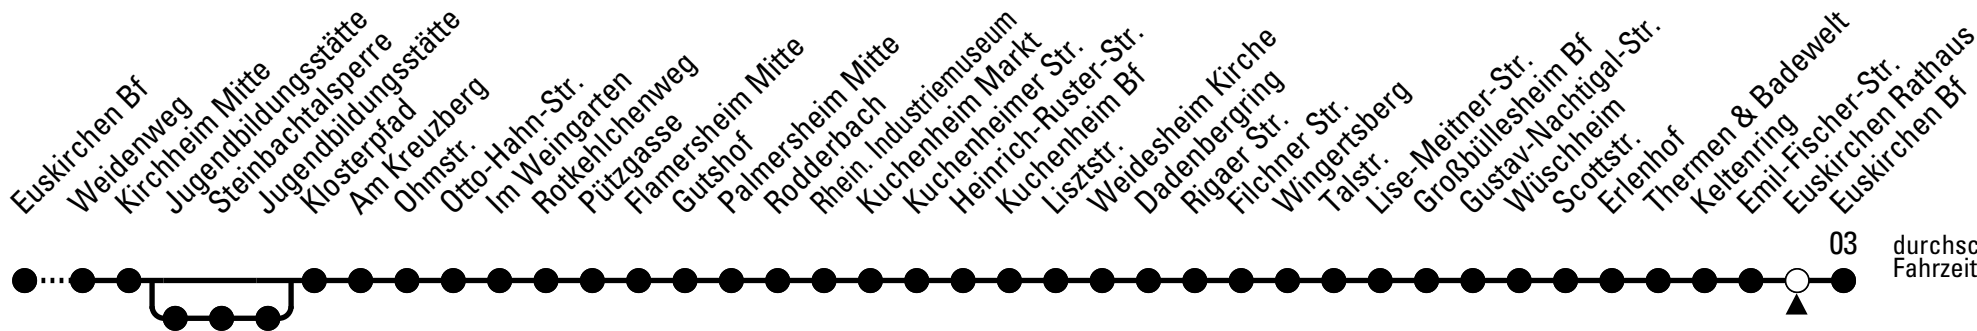 Euskirchen Bf
Weidenweg
Kirchheim Mitte
Jugendbildungsstätte
Steinbachtalsperre
Jugendbildungsstätte
Klosterpfad
Am Kreuzberg
Ohmstr.
Otto-Hahn-Str.
Im Weingarten
Rotkehlchenweg
Pützgasse
Flamersheim Mitte
Gutshof
Palmersheim Mitte
Rodderbach
Rhein. Industriemuseum
Kuchenheim Markt
Kuchenheimer Str.
Heinrich-Ruster-Str.
Kuchenheim Bf
Lisztstr.
Weidesheim Kirche
Dadenbergring
Rigaer Str.
Filchner Str.
Wingertsberg
Talstr.
Lise-Meitner-Str.
Großbüllesheim Bf
Gustav-Nachtigal-Str.
Wüschheim
Scottstr.
Erlenhof
Thermen & Badewelt
Keltenring
Emil-Fischer-Str.
Euskirchen Rathaus
Euskirchen Bf
03
durchsc
Fahrzeit